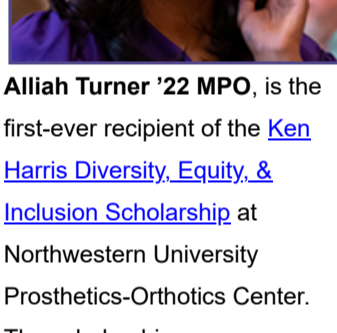 Alliah Turner ’22 MPO, is the
first-ever recipient of the Ken
Harris Diversity, Equity, &
Inclusion Scholarship at
Northwestern University
Prosthetics-Orthotics Center.